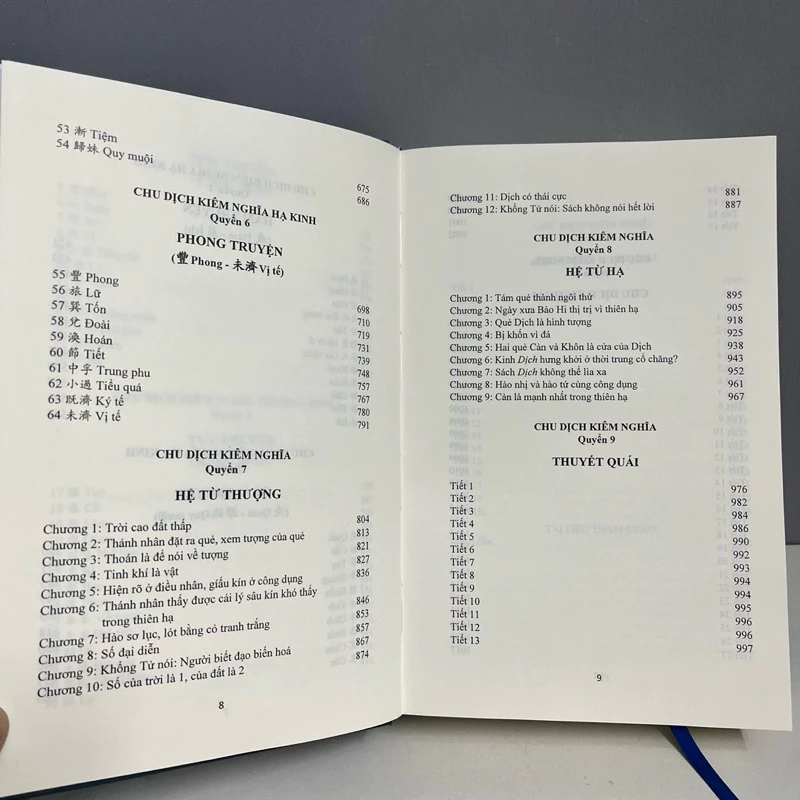 53 漸 Tiệm 675
54 歸妹 Quy muội 686
CHU DỊCH KIÊM NGHĨA HẠ KINH
Quyển 6
PHONG TRUYỆN
(豐 Phong - 未濟 Vị tế)
55 豐 Phong 698
56 旅 Lữ 710
57 巽 Tốn 719
58 兌 Đoài 731
59 渙 Hoán 739
60 節 Tiết 748
61 中孚 Trung phu 757
62 小過 Tiểu quá 767
63 既濟 Ký tế 780
64 未濟 Vị tế 791
CHU DỊCH KIÊM NGHĨA
Quyển 7
HỆ TỪ THƯỢNG
Chương 1: Trời cao đất thấp 804
Chương 2: Thánh nhân đặt ra quẻ, xem tượng của quẻ 813
Chương 3: Thoán là để nói về tượng 821
Chương 4: Tinh khí là vật 827
Chương 5: Hiện rõ ở điều nhân, giấu kín ở công dụng 836
Chương 6: Thánh nhân thấy được cái lý sâu kín khó thấy
trong thiên hạ 846
Chương 7: Hào sơ lục, lót bằng cỏ tranh trắng 853
Chương 8: Số đại diễn 857
Chương 9: Khổng Tử nói: Người biết đạo biến hoá 867
Chương 10: Số của trời là 1, của đất là 2 874
8
Chương 11: Dịch có thái cực 881
Chương 12: Khổng Tử nói: Sách không nói hết lời 887
CHU DỊCH KIÊM NGHĨA
Quyển 8
HỆ TỪ HẠ
Chương 1: Tám quẻ thành ngôi thứ 895
Chương 2: Ngày xưa Bào Hi thị trị vì thiên hạ 905
Chương 3: Quẻ Dịch là hình tượng 918
Chương 4: Bị khốn vì đá 925
Chương 5: Hai quẻ Càn và Khôn là cửa của Dịch 938
Chương 6: Kinh Dịch hưng khởi ở thời trung cổ chăng? 943
Chương 7: Sách Dịch không thể lìa xa 952
Chương 8: Hào nhị và hào tứ cùng công dụng 961
Chương 9: Càn là mạnh nhất trong thiên hạ 967
CHU DỊCH KIÊM NGHĨA
Quyển 9
THUYẾT QUÁI
Tiết 1 976
Tiết 2 982
Tiết 3 984
Tiết 4 986
Tiết 5 990
Tiết 6 992
Tiết 7 993
Tiết 8 994
Tiết 9 994
Tiết 10 995
Tiết 11 996
Tiết 12 996
Tiết 13 997
9